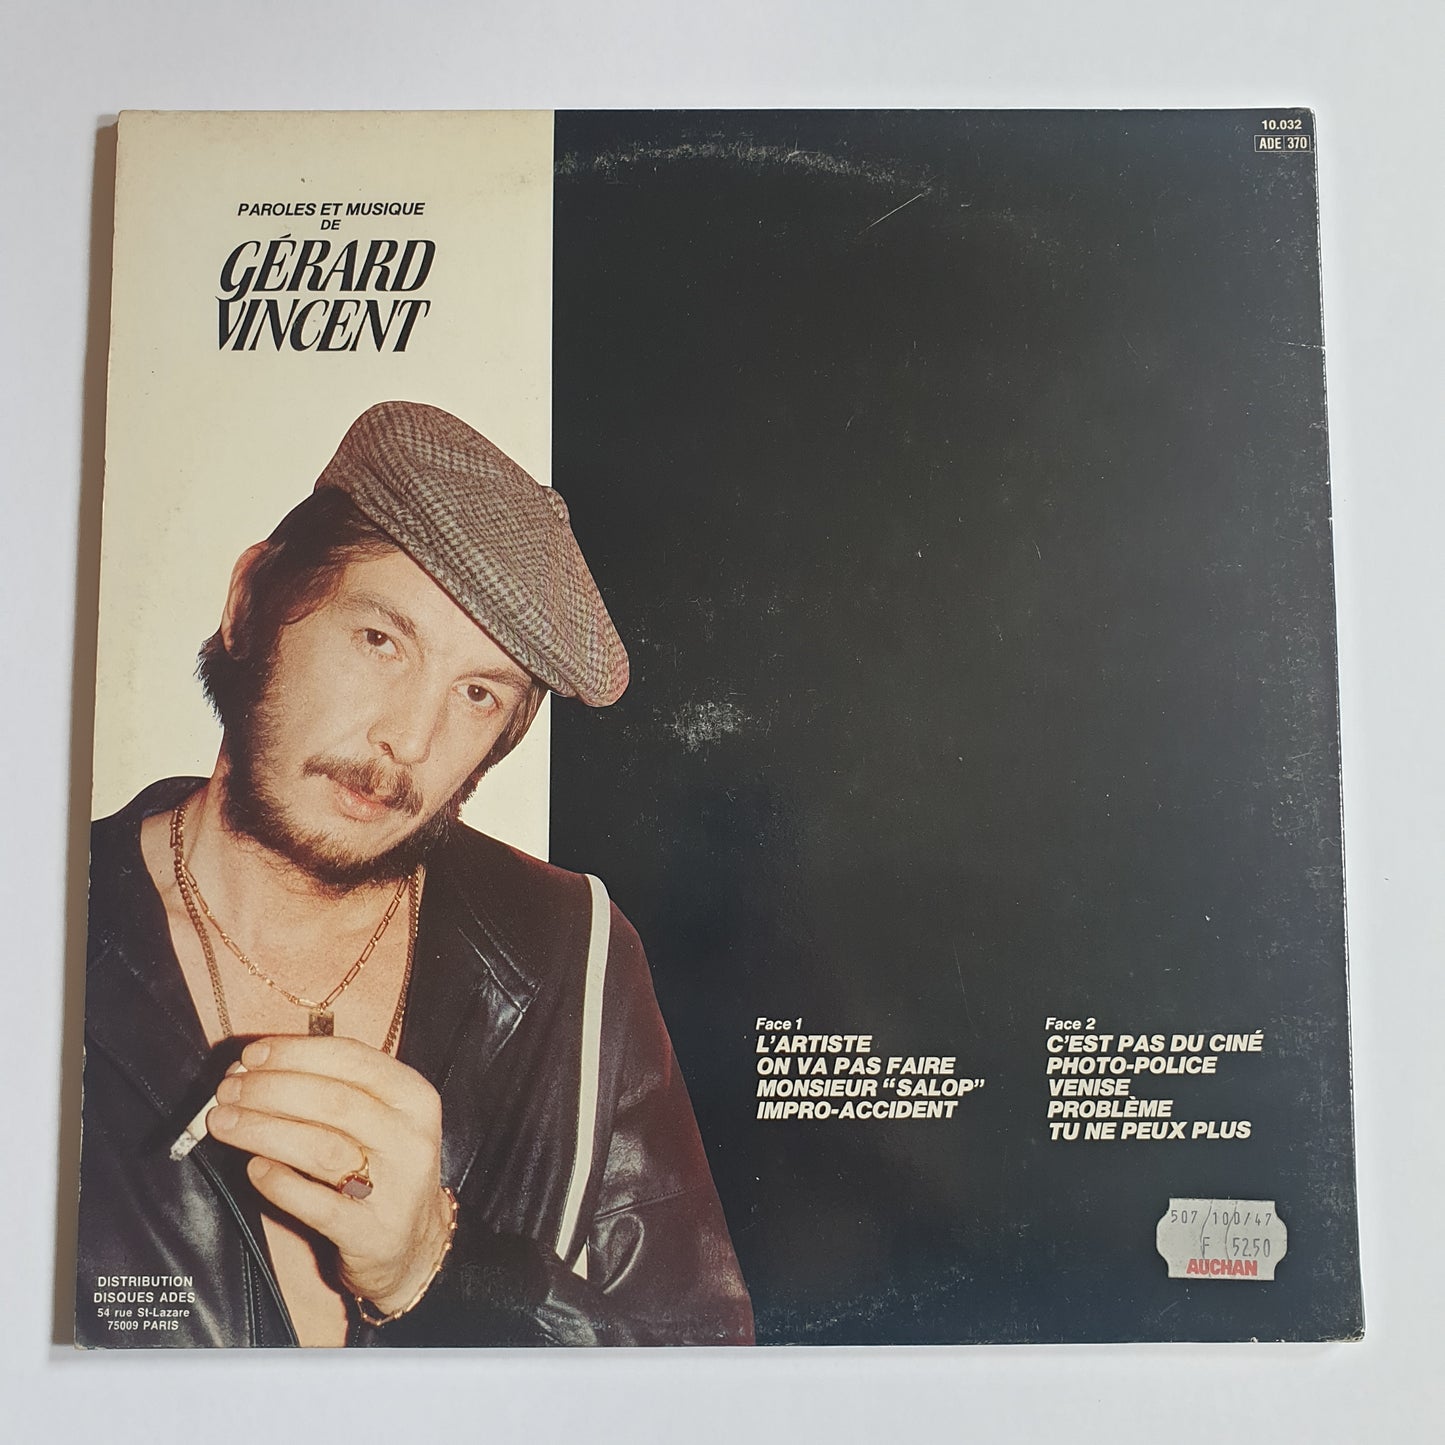 10.032
ADE 370
PAROLES ET MUSIQUE
DE
GÉRARD
VINCENT
Face 1
L'ARTISTE
ON VA PAS FAIRE
MONSIEUR "SALOP"
IMPRO-ACCIDENT
Face 2
C'EST PAS DU CINÉ
PHOTO-POLICE
VENISE
PROBLÈME
TU NE PEUX PLUS
507/100/47
F 52.50
AUCHAN
DISTRIBUTION
DISQUES ADES
54 rue St-Lazare
75009 PARIS